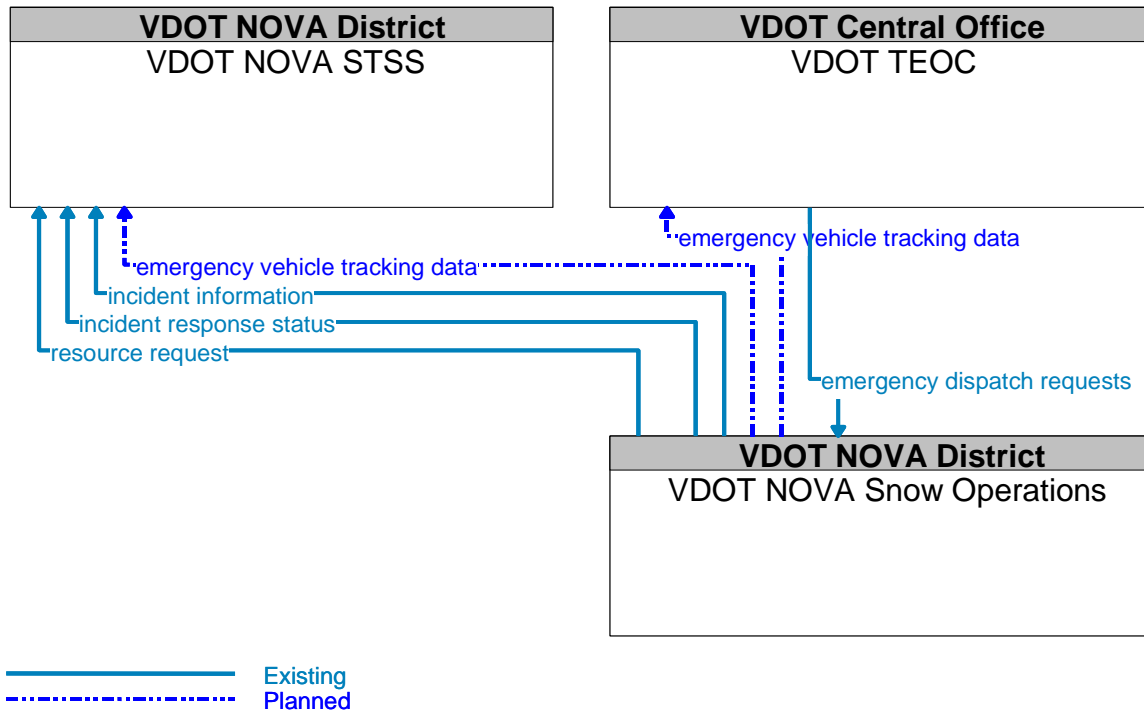 VDOT NOVA District
VDOT NOVA STSS
VDOT Central Office
VDOT TEOC
emergency vehicle tracking data
emergency vehicle tracking data
incident information
incident response status
resource request
emergency dispatch requests
VDOT NOVA District
VDOT NOVA Snow Operations
Existing
Planned